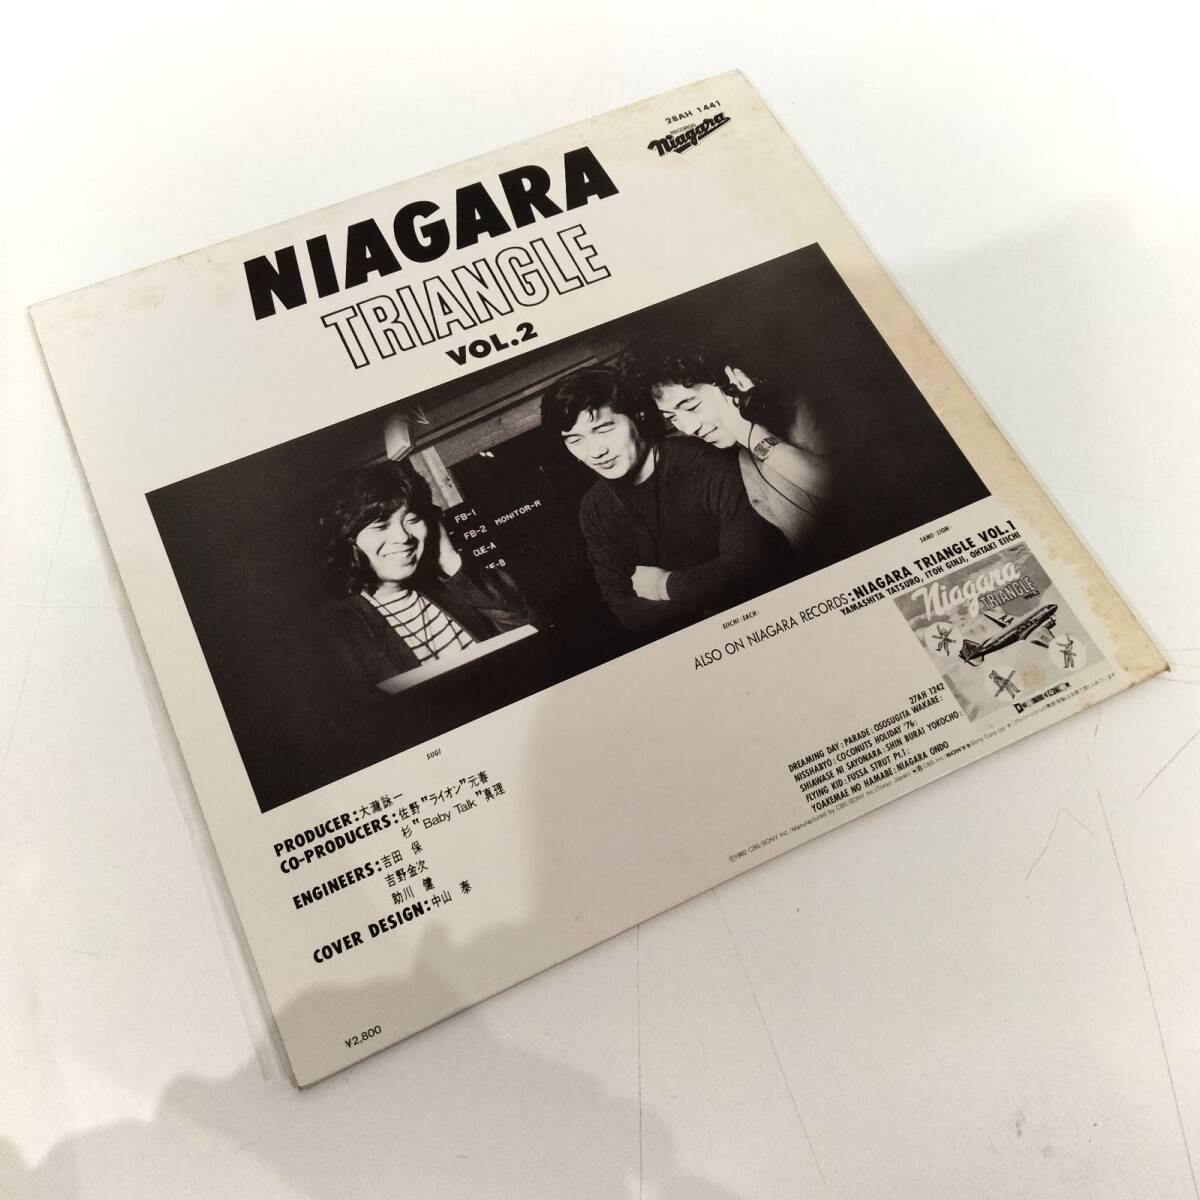 28AH 1441
RECORDS
Niagara
NIAGARA
TRIANGLE
VOL.2
FB-1
FB-2 MONITOR-R
CUE-A
SUGI
EIICHI :EACH:
SANO :LION:
ALSO ON NIAGARA RECORDS:NIAGARA TRIANGLE VOL.1
YAMASHITA TATSURO, ITOH GINJI, OHTAKI EIICHI
Niagara
TRIANGLE
27AH 1242
DREAMING DAY:PARADE:OSOSUGITA WAKARE:
NISSHABYO:COCONUTS HOLIDAY '76:
SHIAWASE NI SAYONARA:SHIN BURAI YOKOCHO:
FLYING KID:FUSSA STRUT Pt.1:
YOAKEMAE NO HAMABE:NIAGARA ONDO
PRODUCER:大瀧詠一
CO-PRODUCERS:佐野"ライオン"元春
杉"Baby Talk"真理
ENGINEERS:吉田 保
吉野金次
助川 健
COVER DESIGN:中山 泰
¥2,800